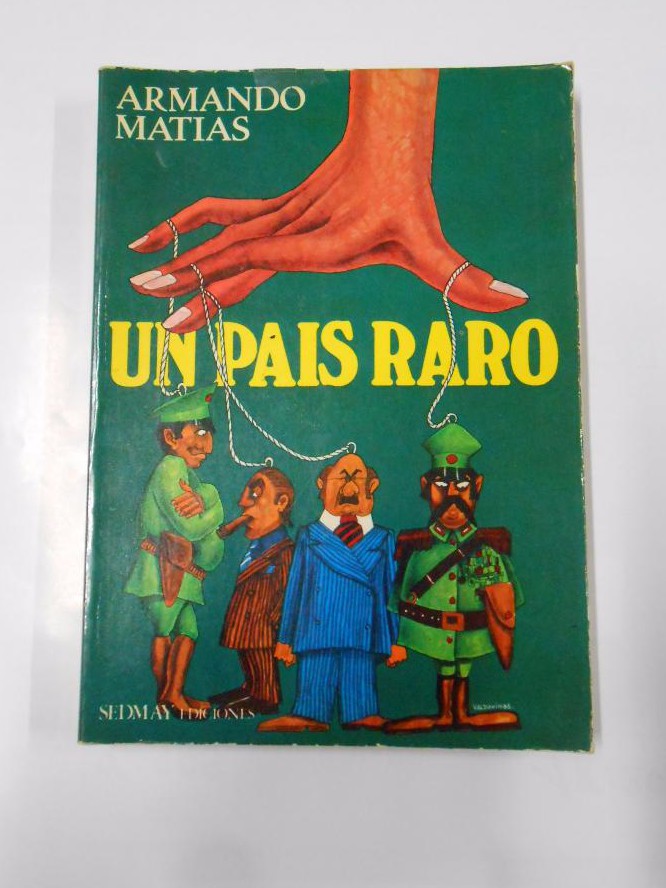 ARMANDO
MATIAS
UN PAIS RARO
SEDMAY EDICIONES